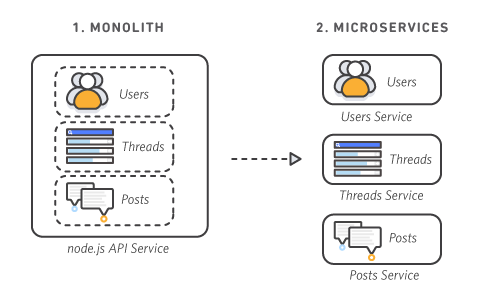 1. MONOLITH
Users
Threads
Posts
node.js API Service
2. MICROSERVICES
Users
Users Service
Threads
Threads Service
Posts
Posts Service